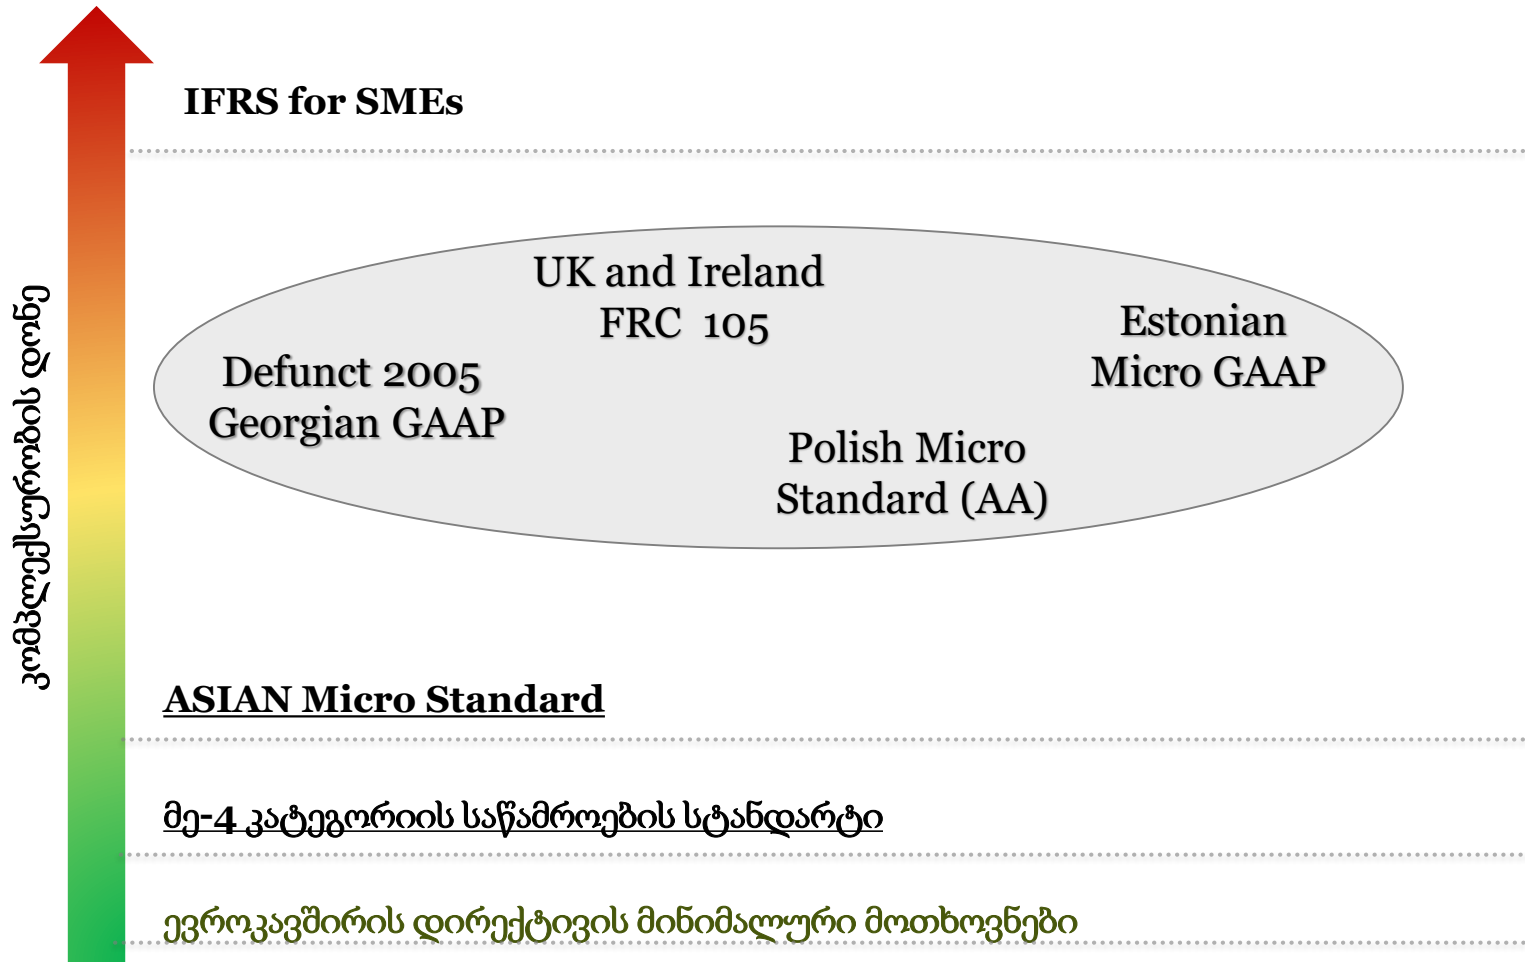 IFRS for SMEs
UK and Ireland
FRC 105
Estonian
Micro GAAP
Defunct 2005
Georgian GAAP
Polish Micro
Standard (AA)
კომპლექსურობის დონე
ASIAN Micro Standard
მე-4 კატეგორიის საწამროების სტანდარტი
ევროკავშირის დირექტივის მინიმალური მოთხოვნები